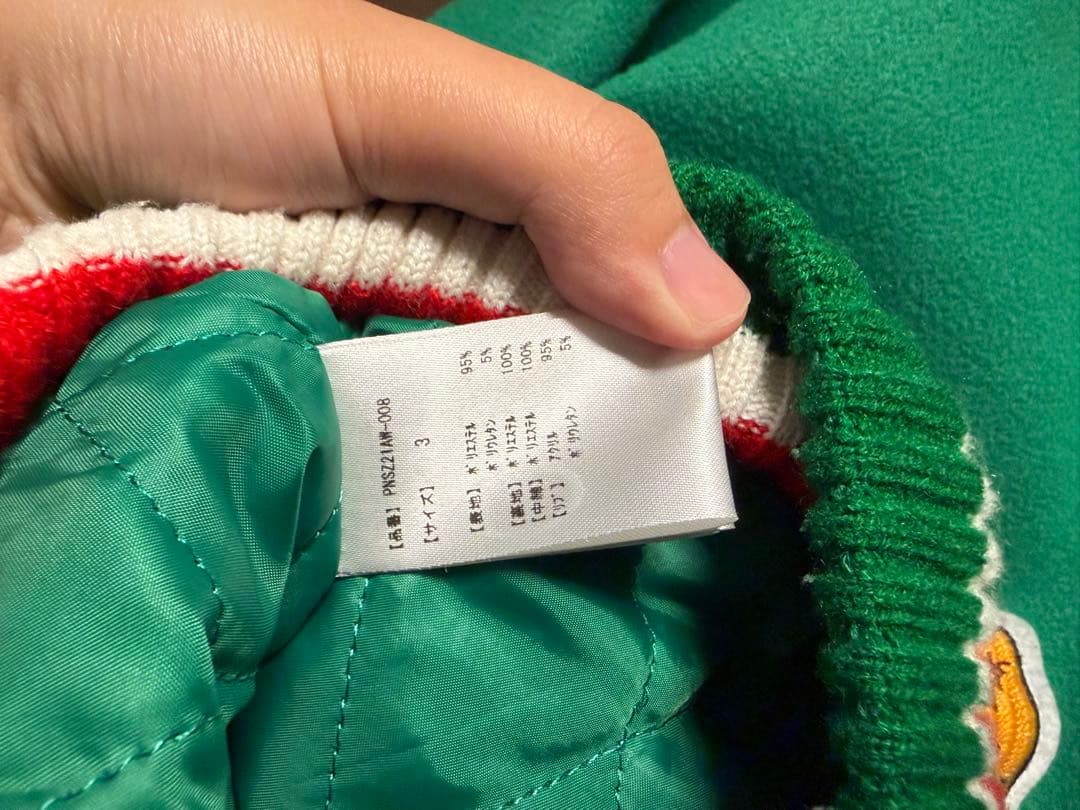 【品番】PNSZ21AW-008
【サイズ】 3
【表地】ポリエステル 95%
ポリウレタン 5%
【裏地】ポリエステル 100%
【中綿】ポリエステル 100%
【リブ】アクリル 95%
ポリウレタン 5%